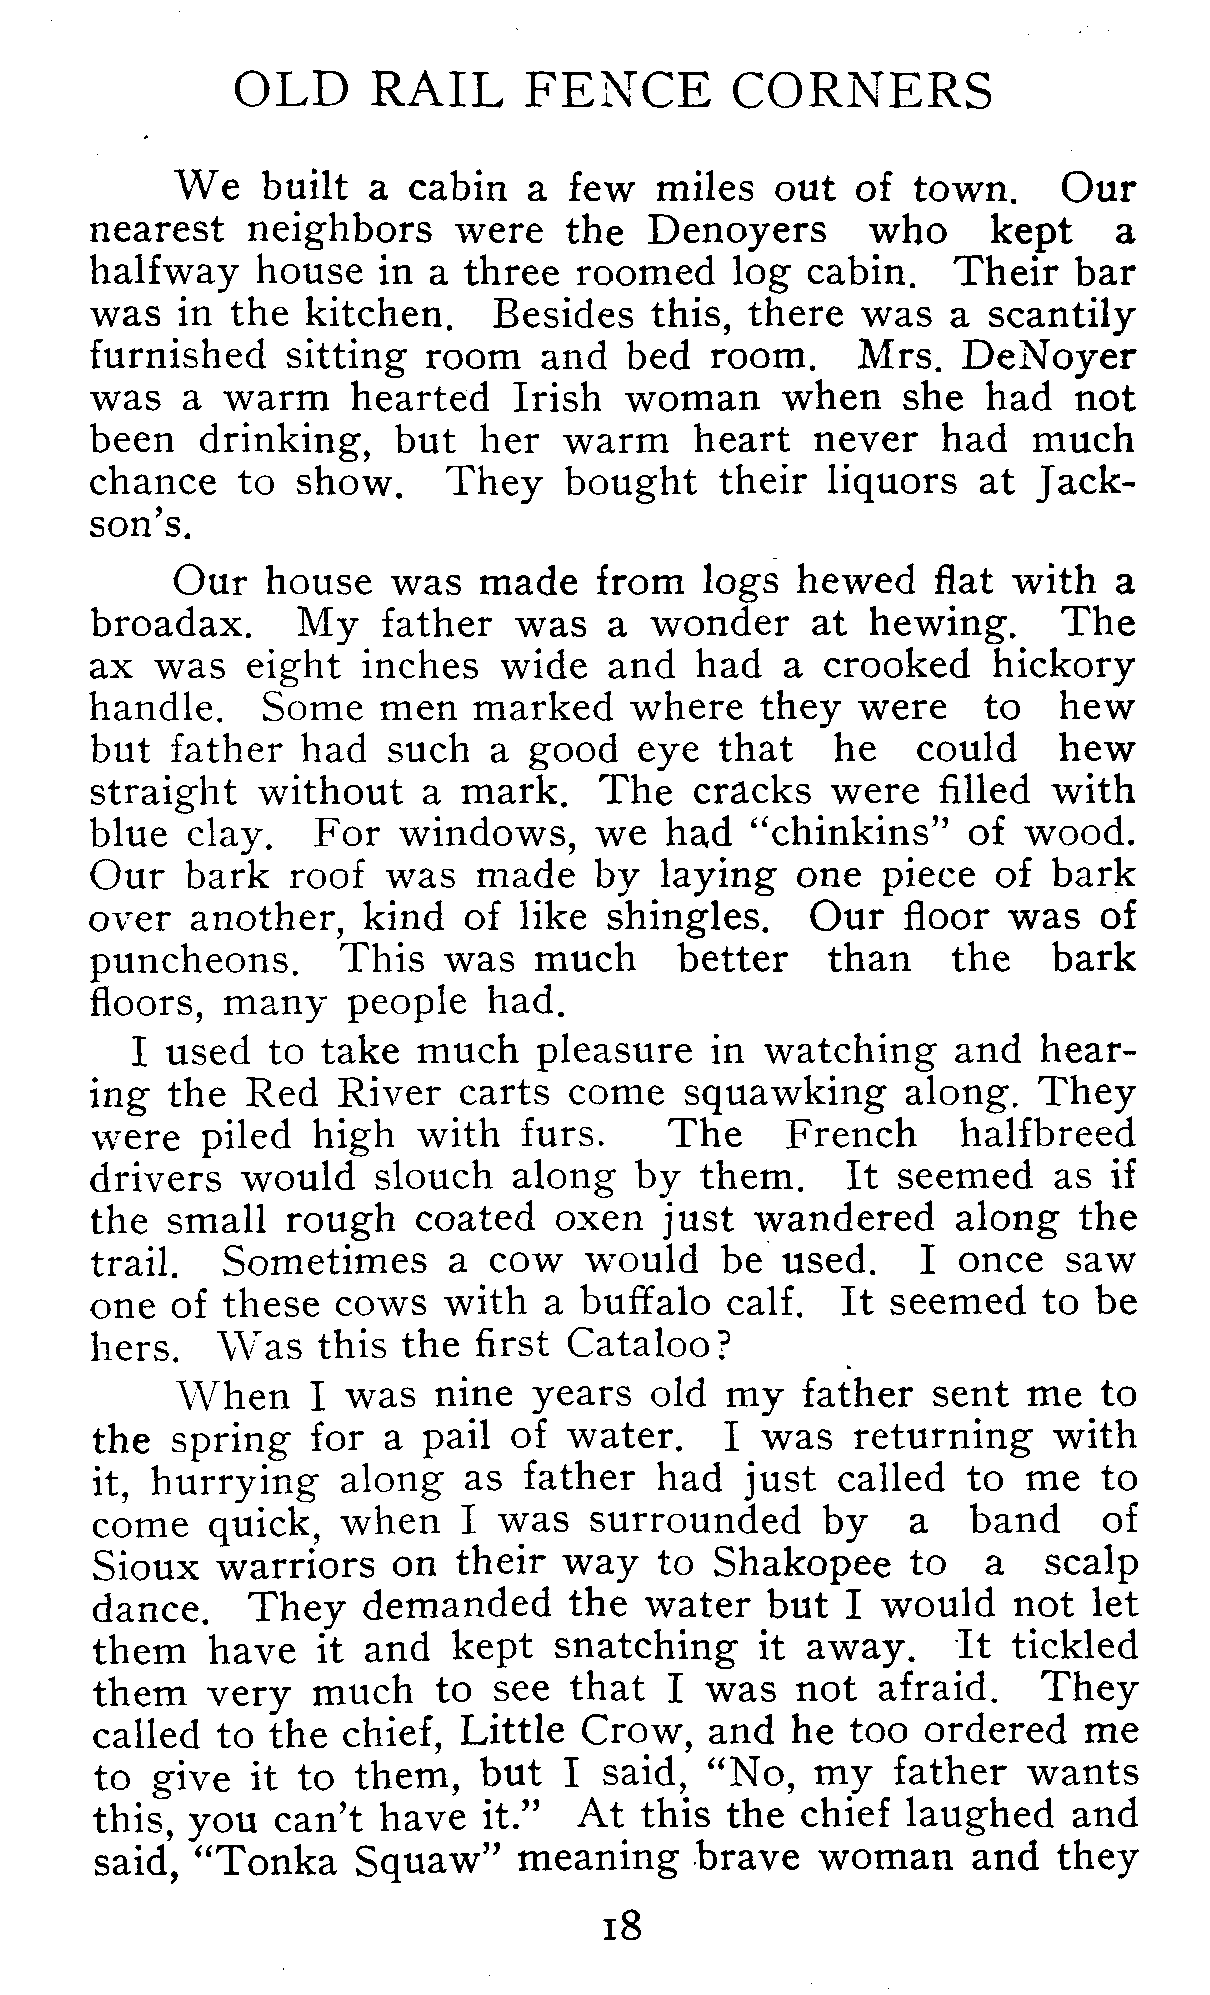 OLD RAIL FENCE CORNERS
We built a cabin a few miles out of town. Our
nearest neighbors were the Denoyers who kept a
halfway house in a three roomed log cabin. Their bar
was in the kitchen. Besides this, there was a scantily
furnished sitting room and bed room. Mrs. DeNoyer
was a warm hearted Irish woman when she had not
been drinking, but her warm heart never had much
chance to show. They bought their liquors at Jack-
son's.
Our house was made from logs hewed flat with a
broadax. My father was a wonder at hewing. The
ax was eight inches wide and had a crooked hickory
handle. Some men marked where they were to hew
but father had such a good eye that he could hew
straight without a mark. The cracks were filled with
blue clay. For windows, we had "chinkins" of wood.
Our bark roof was made by laying one piece of bark
over another, kind of like shingles. Our floor was of
puncheons. This was much better than the bark
floors, many people had.
I used to take much pleasure in watching and hear-
ing the Red River carts come squawking along. They
were piled high with furs. The French halfbreed
drivers would slouch along by them. It seemed as if
the small rough coated oxen just wandered along the
trail. Sometimes a cow would be used. I once saw
one of these cows with a buffalo calf. It seemed to be
hers. Was this the first Cataloo?
When I was nine years old my father sent me to
the spring for a pail of water. I was returning with
it, hurrying along as father had just called to me to
come quick, when I was surrounded by a band of
Sioux warriors on their way to Shakopee to a scalp
dance. They demanded the water but I would not let
them have it and kept snatching it away. It tickled
them very much to see that I was not afraid. They
called to the chief, Little Crow, and he too ordered me
to give it to them, but I said, "No, my father wants
this, you can't have it." At this the chief laughed and
said, "Tonka Squaw" meaning brave woman and they
18